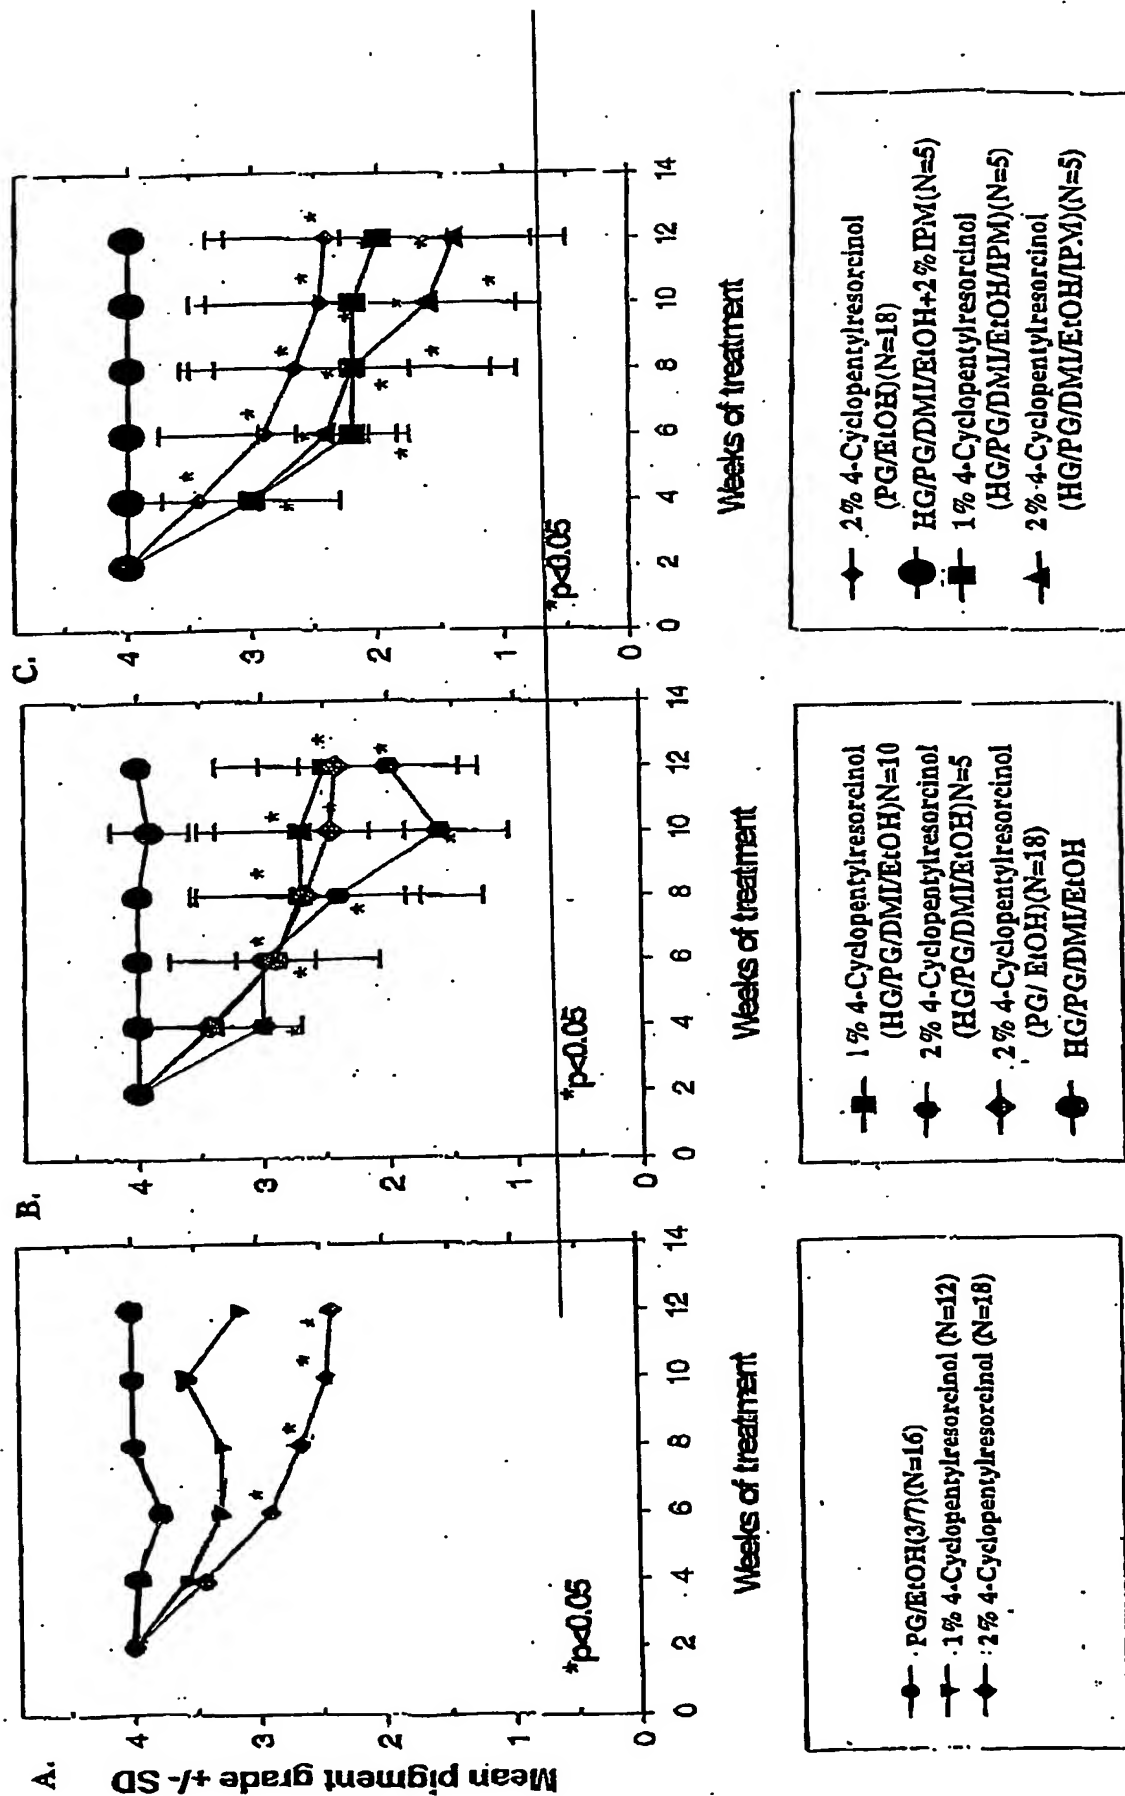 A.
Mean pigment grade +/- SD
4
3
2
1
0
*p<0.05
0 2 4 6 8 10 12 14
Weeks of treatment
PG/EtOH(3/7)(N=16)
1% 4-Cyclopentylresorcinol (N=12)
2% 4-Cyclopentylresorcinol (N=18)
B.
4
3
2
1
0
*p<0.05
0 2 4 6 8 10 12 14
Weeks of treatment
1% 4-Cyclopentylresorcinol
(HG/PG/DMI/EtOH)N=10
2% 4-Cyclopentylresorcinol
(HG/PG/DMI/EtOH)N=5
2% 4-Cyclopentylresorcinol
(PG/ EtOH)(N=18)
HG/PG/DMI/EtOH
C.
4
3
2
1
0
*p<0.05
0 2 4 6 8 10 12 14
Weeks of treatment
2% 4-Cyclopentylresorcinol
(PG/EtOH)(N=18)
HG/PG/DMI/EtOH+2%IPM(N=5)
1% 4-Cyclopentylresorcinol
(HG/PG/DMI/EtOH/IPM)(N=5)
2% 4-Cyclopentylresorcinol
(HG/PG/DMI/EtOH/IPM)(N=5)